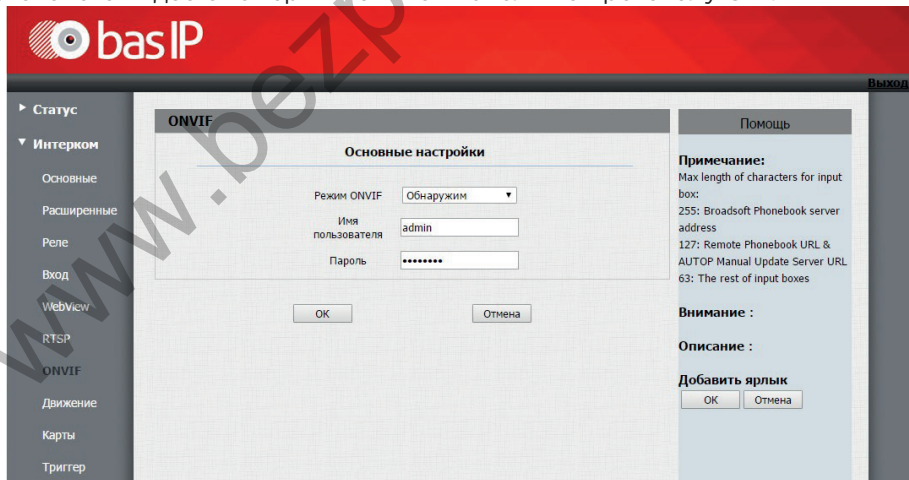 bas IP
Выход
Статус
Интерком
Основные
Расширенные
Реле
Вход
WebView
RTSP
ONVIF
Движение
Карты
Триггер
ONVIF
Основные настройки
Режим ONVIF Обнаружим
Имя
пользователя admin
Пароль ••••••••
OK Отмена
Помощь
Примечание:
Max length of characters for input
box:
255: Broadsoft Phonebook server
address
127: Remote Phonebook URL &
AUTOP Manual Update Server URL
63: The rest of input boxes
Внимание :
Описание :
Добавить ярлык
OK Отмена
www.bezp